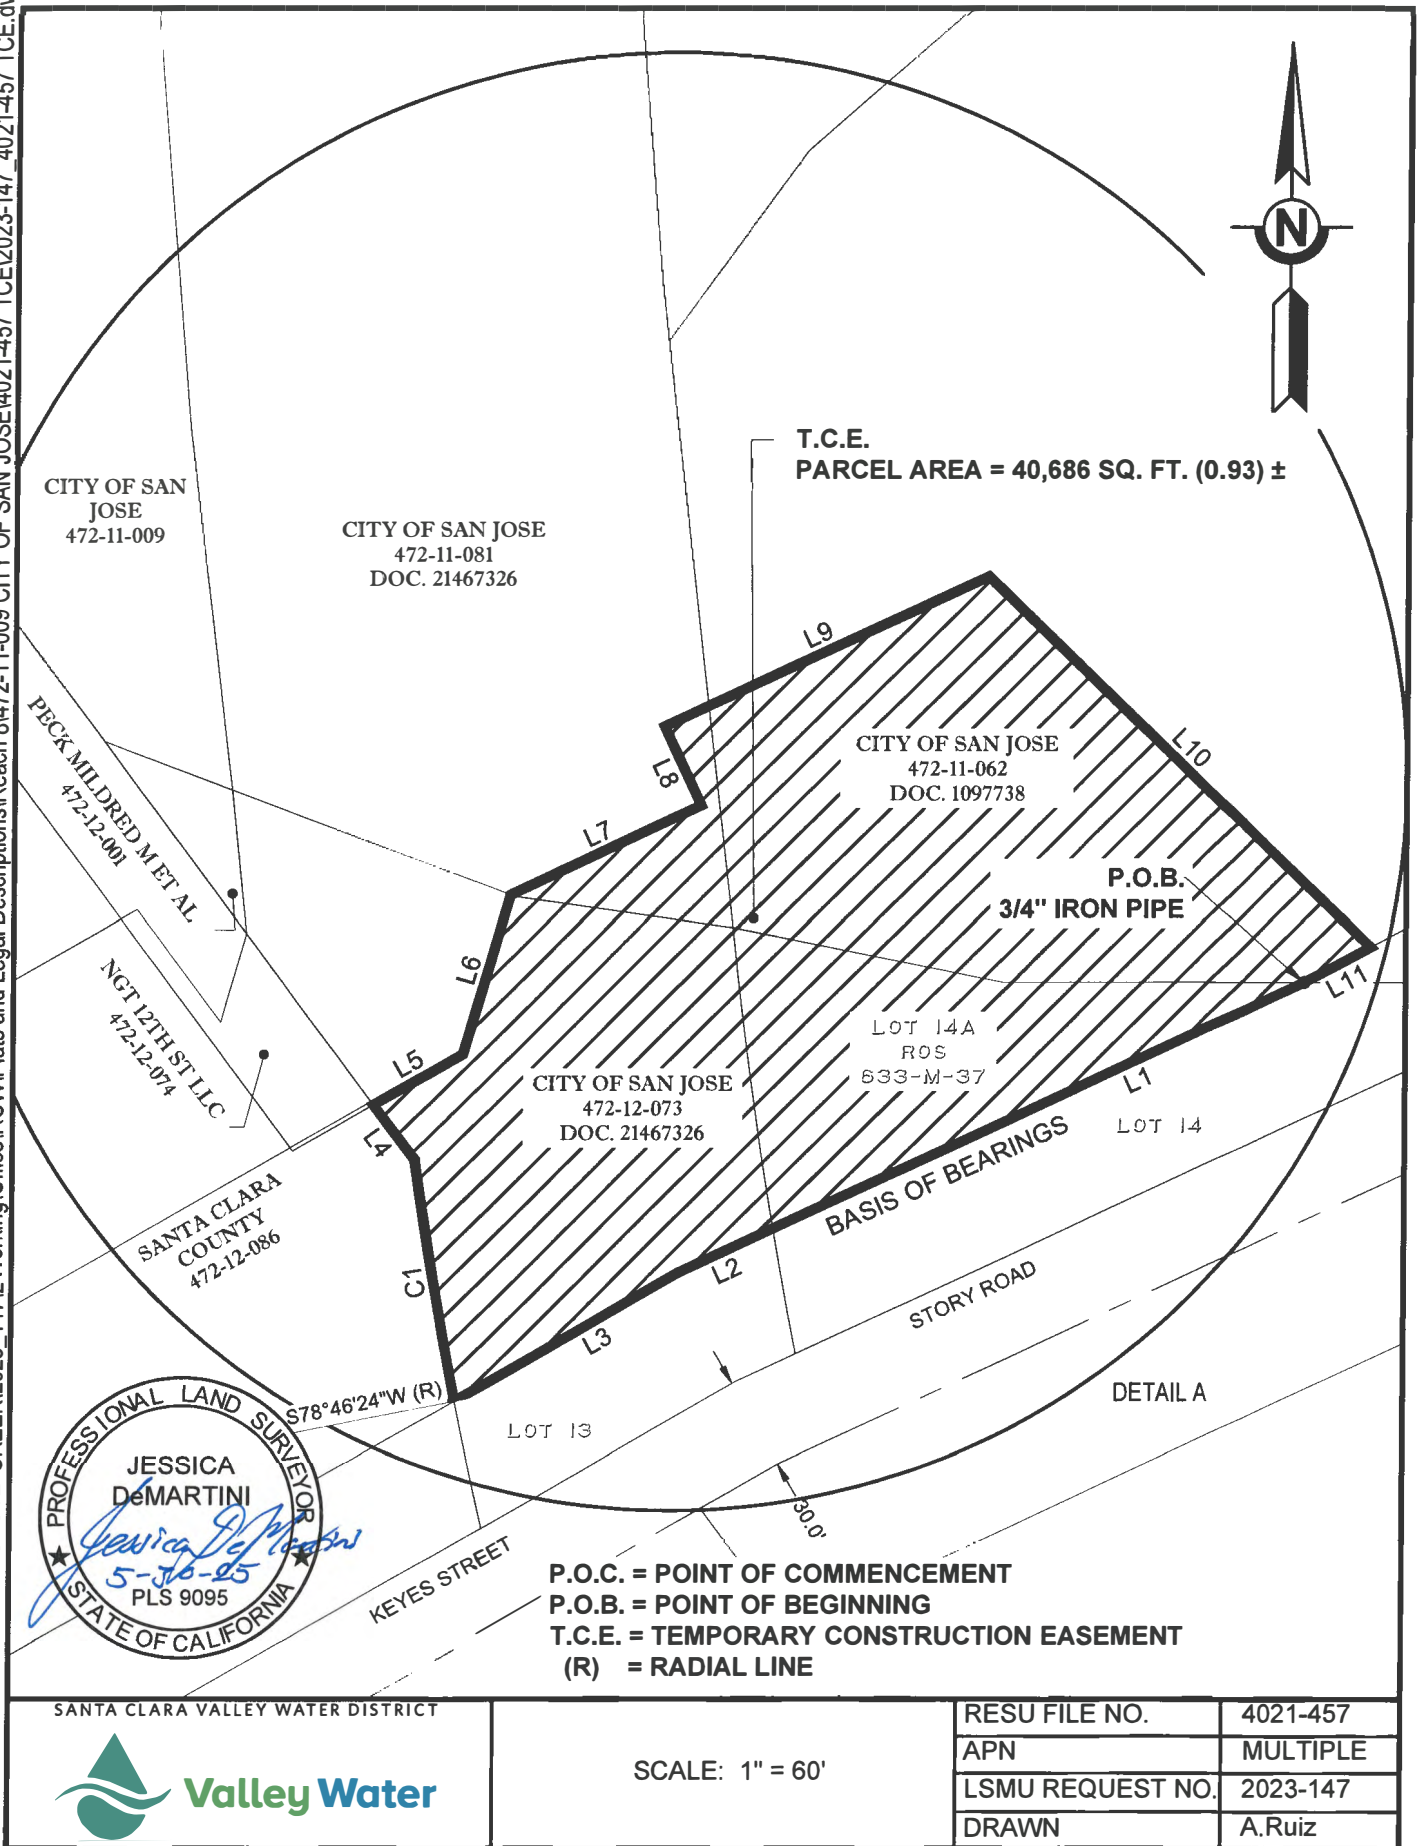 N
T.C.E.
PARCEL AREA = 40,686 SQ. FT. (0.93) ±
CITY OF SAN
JOSE
472-11-009
CITY OF SAN JOSE
472-11-081
DOC. 21467326
L9
L10
CITY OF SAN JOSE
472-11-062
DOC. 1097738
L8
L7
PECK MILDRED M ET AL
472-12-001
P.O.B.
3/4" IRON PIPE
L6
L11
NGT 12TH ST LLC
472-12-074
LOT 14A
ROS
633-M-37
L5
CITY OF SAN JOSE
472-12-073
DOC. 21467326
L1
LOT 14
L4
BASIS OF BEARINGS
SANTA CLARA
COUNTY
472-12-086
C1
L2
STORY ROAD
L3
DETAIL A
S78°46'24"W (R)
LOT 13
PROFESSIONAL LAND SURVEYOR
JESSICA
DeMARTINI
Jessica DeMartini
PLS 9095
STATE OF CALIFORNIA
30.0'
KEYES STREET
P.O.C. = POINT OF COMMENCEMENT
P.O.B. = POINT OF BEGINNING
T.C.E. = TEMPORARY CONSTRUCTION EASEMENT
(R) = RADIAL LINE
SANTA CLARA VALLEY WATER DISTRICT
Valley Water
SCALE: 1" = 60'
RESU FILE NO. 4021-457
APN MULTIPLE
LSMU REQUEST NO. 2023-147
DRAWN A.Ruiz